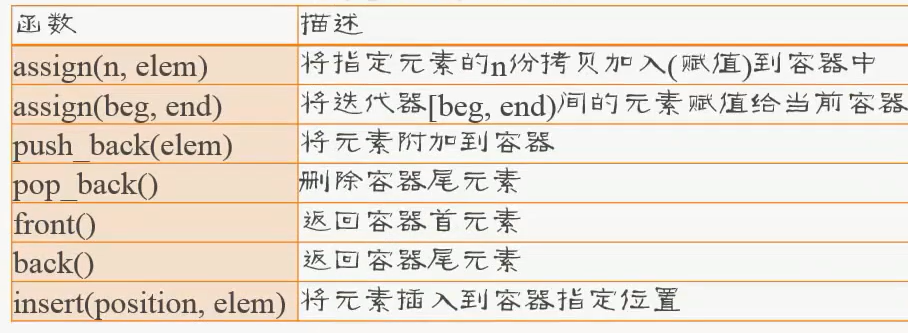 函数 描述
assign(n, elem) 将指定元素的n份拷贝加入(赋值)到容器中
assign(beg, end) 将迭代器[beg, end)间的元素赋值给当前容器
push_back(elem) 将元素附加到容器
pop_back() 删除容器尾元素
front() 返回容器首元素
back() 返回容器尾元素
insert(position, elem) 将元素插入到容器指定位置